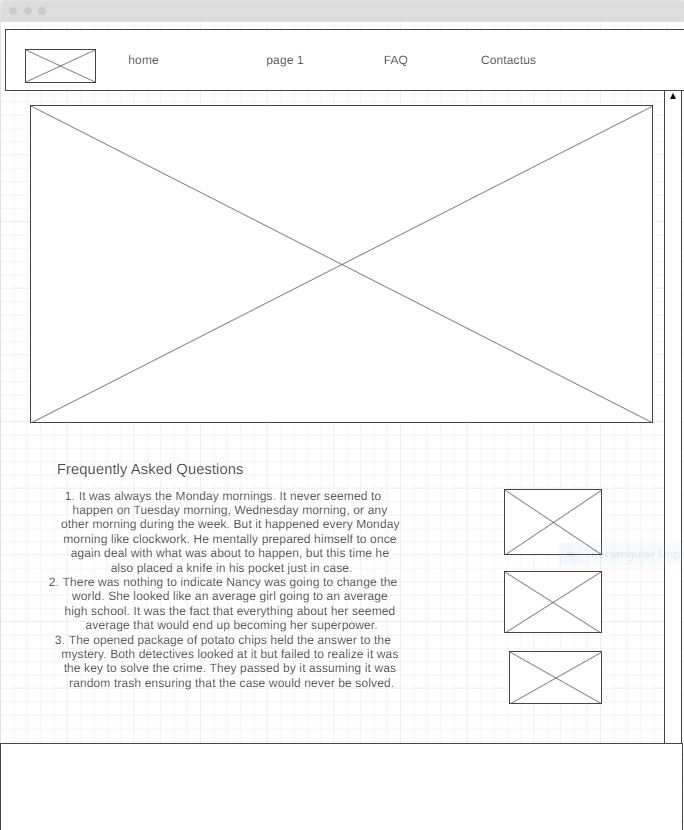 home page 1 FAQ Contactus
Frequently Asked Questions
1. It was always the Monday mornings. It never seemed to
happen on Tuesday morning, Wednesday morning, or any
other morning during the week. But it happened every Monday
morning like clockwork. He mentally prepared himself to once
again deal with what was about to happen, but this time he
also placed a knife in his pocket just in case.
2. There was nothing to indicate Nancy was going to change the
world. She looked like an average girl going to an average
high school. It was the fact that everything about her seemed
average that would end up becoming her superpower.
3. The opened package of potato chips held the answer to the
mystery. Both detectives looked at it but failed to realize it was
the key to solve the crime. They passed by it assuming it was
random trash ensuring that the case would never be solved.
Rectangular Snip